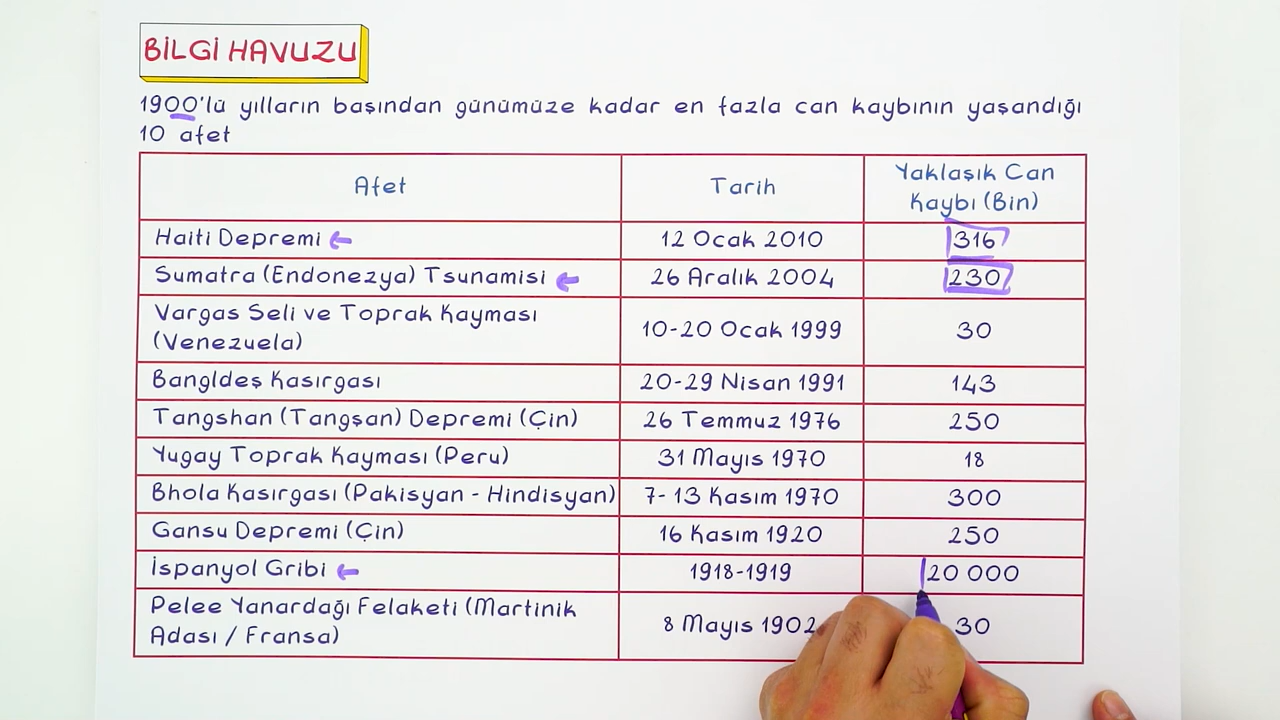 BİLGİ HAVUZU
1900'lü yılların başından günümüze kadar en fazla can kaybının yaşandığı
10 afet
Afet Tarih Yaklaşık Can
Kaybı (Bin)
Haiti Depremi 12 Ocak 2010 316
Sumatra (Endonezya) Tsunamisi 26 Aralık 2004 230
Vargas Seli ve Toprak Kayması
(Venezuela) 10-20 Ocak 1999 30
Bangldeş Kasırgası 20-29 Nisan 1991 143
Tangshan (Tangşan) Depremi (Çin) 26 Temmuz 1976 250
Yugay Toprak Kayması (Peru) 31 Mayıs 1970 18
Bhola Kasırgası (Pakisyan - Hindisyan) 7-13 Kasım 1970 300
Gansu Depremi (Çin) 16 Kasım 1920 250
İspanyol Gribi 1918-1919 20 000
Pelee Yanardağı Felaketi (Martinik
Adası / Fransa) 8 Mayıs 1902 30